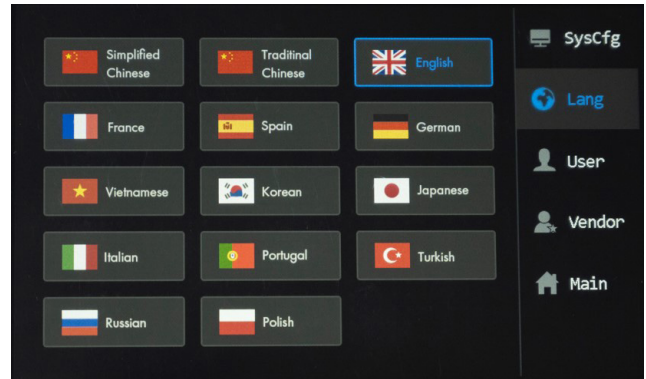 Simplified
Chinese
Traditinal
Chinese
English
France
Spain
German
Vietnamese
Korean
Japanese
Italian
Portugal
Turkish
Russian
Polish
SysCfg
Lang
User
Vendor
Main